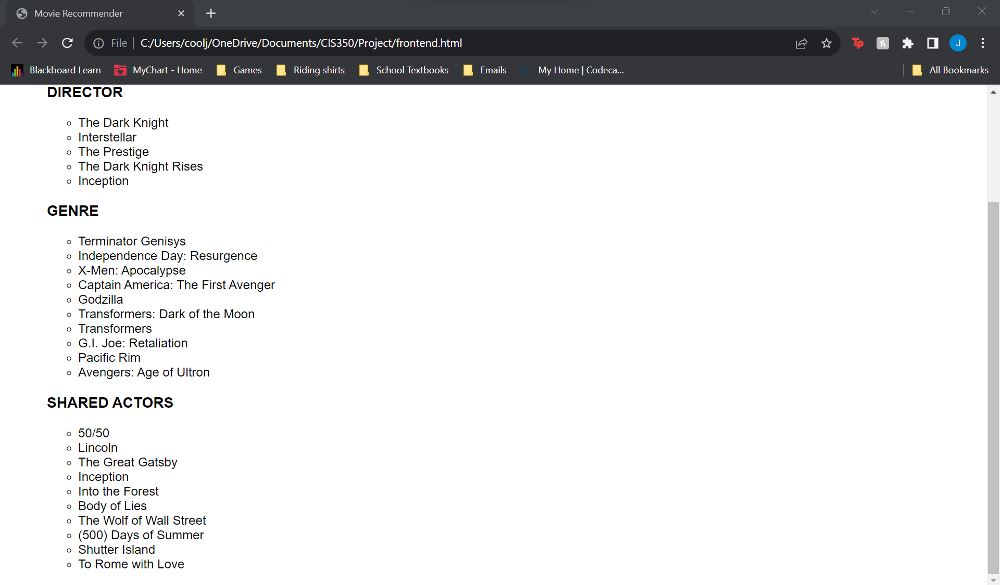 Movie Recommender
File
C:/Users/coolj/OneDrive/Documents/CIS350/Project/frontend.html
Tp
h
J
Blackboard Learn
MyChart - Home
Games
Riding shirts
School Textbooks
Emails
My Home | Codeca...
All Bookmarks
DIRECTOR
The Dark Knight
Interstellar
The Prestige
The Dark Knight Rises
Inception
GENRE
Terminator Genisys
Independence Day: Resurgence
X-Men: Apocalypse
Captain America: The First Avenger
Godzilla
Transformers: Dark of the Moon
Transformers
G.I. Joe: Retaliation
Pacific Rim
Avengers: Age of Ultron
SHARED ACTORS
50/50
Lincoln
The Great Gatsby
Inception
Into the Forest
Body of Lies
The Wolf of Wall Street
(500) Days of Summer
Shutter Island
To Rome with Love